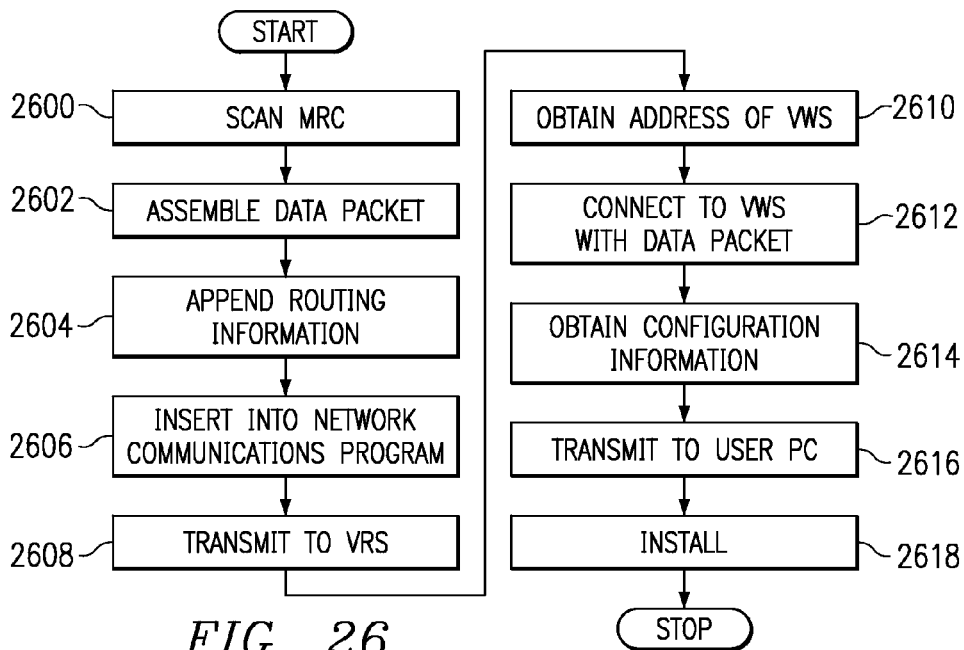 START
2600
SCAN MRC
2602
ASSEMBLE DATA PACKET
2604
APPEND ROUTING
INFORMATION
2606
INSERT INTO NETWORK
COMMUNICATIONS PROGRAM
2608
TRANSMIT TO VRS
OBTAIN ADDRESS OF VWS
2610
CONNECT TO VWS
WITH DATA PACKET
2612
OBTAIN CONFIGURATION
INFORMATION
2614
TRANSMIT TO USER PC
2616
INSTALL
2618
STOP
FIG. 26